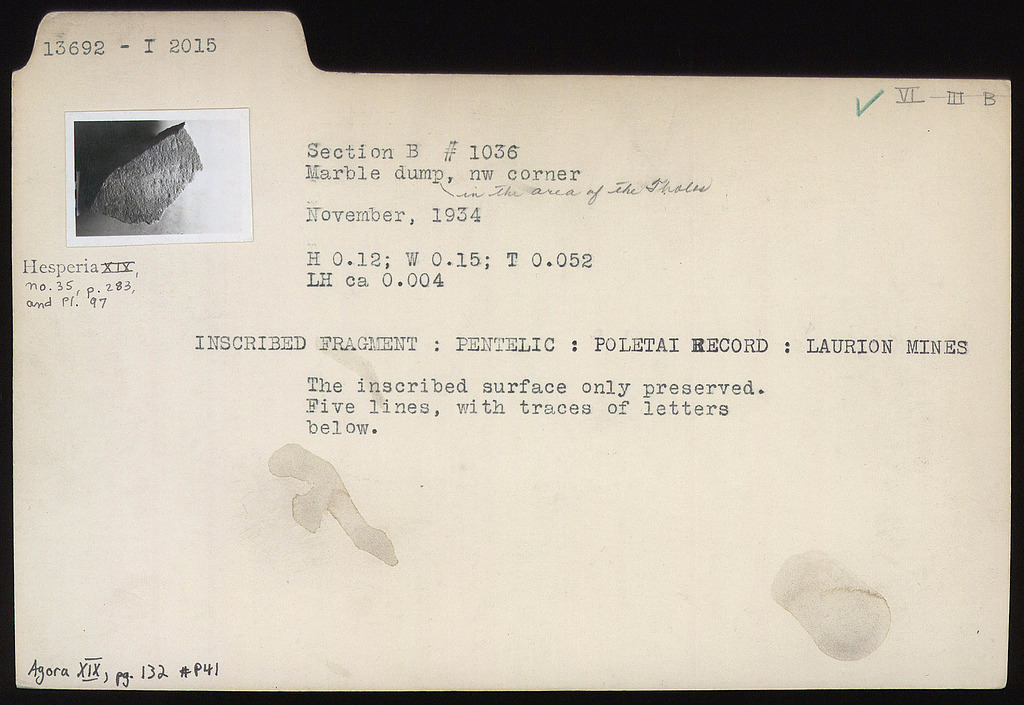 13692 - I 2015
VI - III B
Section B # 1036
Marble dump, nw corner
in the area of the Tholos
November, 1934
H 0.12; W 0.15; T 0.052
LH ca 0.004
Hesperia XIX,
no. 35, p. 283,
and Pl. 97
INSCRIBED FRAGMENT : PENTELIC : POLETAI RECORD : LAURION MINES
The inscribed surface only preserved.
Five lines, with traces of letters
below.
Agora XIX, pg. 132 #P41